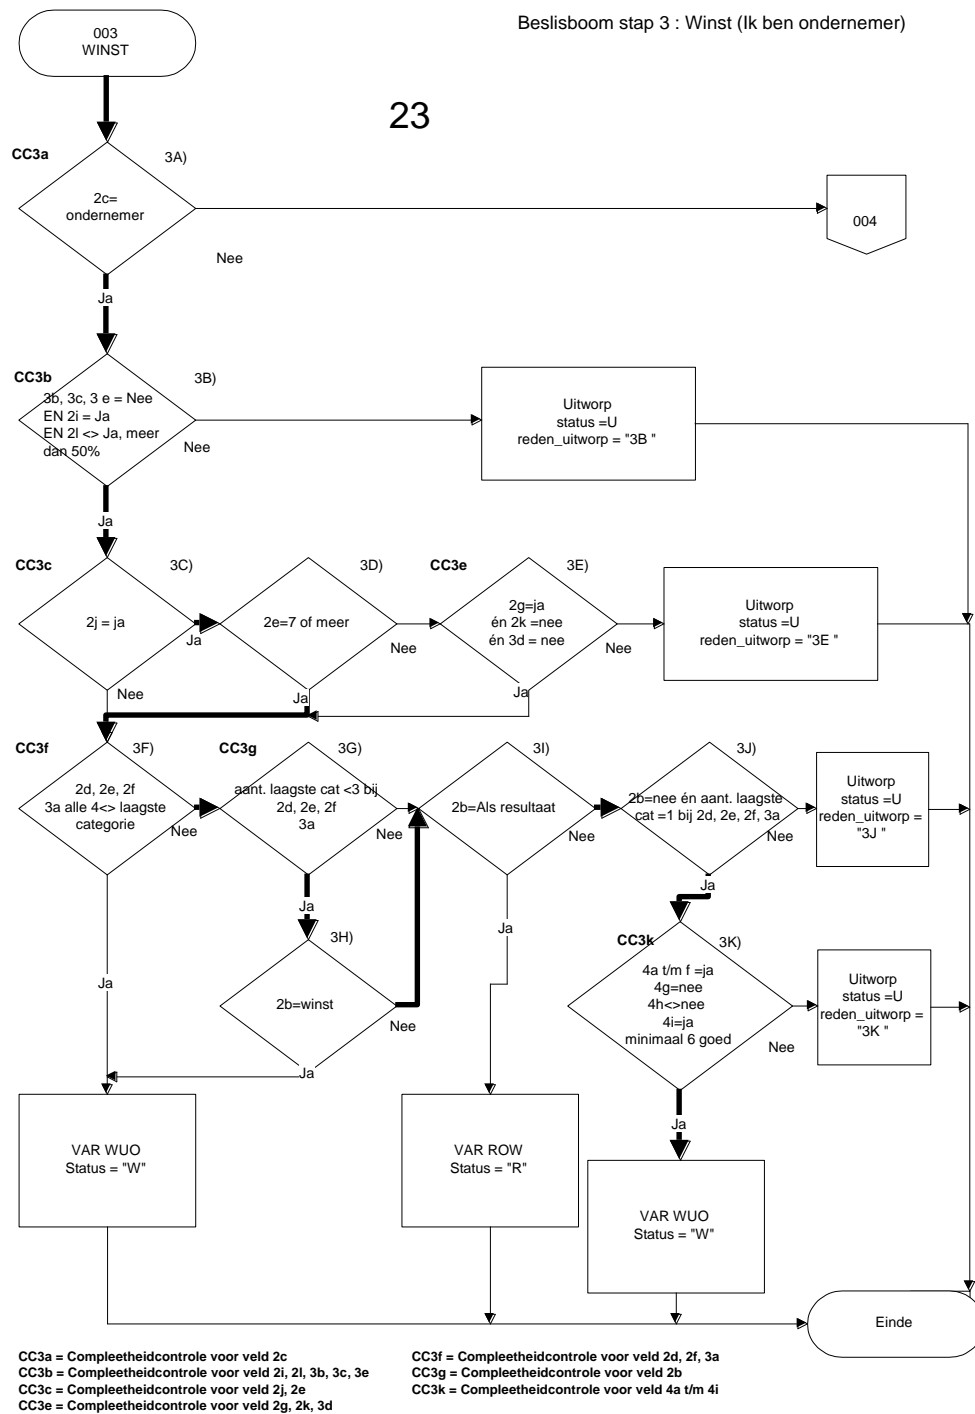 Beslisboom stap 3 : Winst (Ik ben ondernemer)
003
WINST
23
CC3a
3A)
2c=
ondernemer
004
Nee
Ja
CC3b
3B)
3b, 3c, 3 e = Nee
EN 2i = Ja
EN 2l <> Ja, meer
dan 50%
Nee
Uitworp
status =U
reden_uitworp = "3B "
Ja
CC3c
3C)
2j = ja
Ja
Nee
3D)
2e=7 of meer
Nee
Ja
CC3e
3E)
2g=ja
én 2k =nee
én 3d = nee
Nee
Ja
Uitworp
status =U
reden_uitworp = "3E "
CC3f
3F)
2d, 2e, 2f
3a alle 4<> laagste
categorie
Nee
Ja
CC3g
3G)
aant. laagste cat <3 bij
2d, 2e, 2f
3a
Nee
Ja
3H)
2b=winst
Nee
Ja
3I)
2b=Als resultaat
Nee
Ja
3J)
2b=nee én aant. laagste
cat =1 bij 2d, 2e, 2f, 3a
Nee
Ja
Uitworp
status =U
reden_uitworp =
"3J "
CC3k
3K)
4a t/m f =ja
4g=nee
4h<>nee
4i=ja
minimaal 6 goed
Nee
Ja
Uitworp
status =U
reden_uitworp =
"3K "
VAR WUO
Status = "W"
VAR ROW
Status = "R"
VAR WUO
Status = "W"
Einde
CC3a = Compleetheidcontrole voor veld 2c
CC3b = Compleetheidcontrole voor veld 2i, 2l, 3b, 3c, 3e
CC3c = Compleetheidcontrole voor veld 2j, 2e
CC3e = Compleetheidcontrole voor veld 2g, 2k, 3d
CC3f = Compleetheidcontrole voor veld 2d, 2f, 3a
CC3g = Compleetheidcontrole voor veld 2b
CC3k = Compleetheidcontrole voor veld 4a t/m 4i